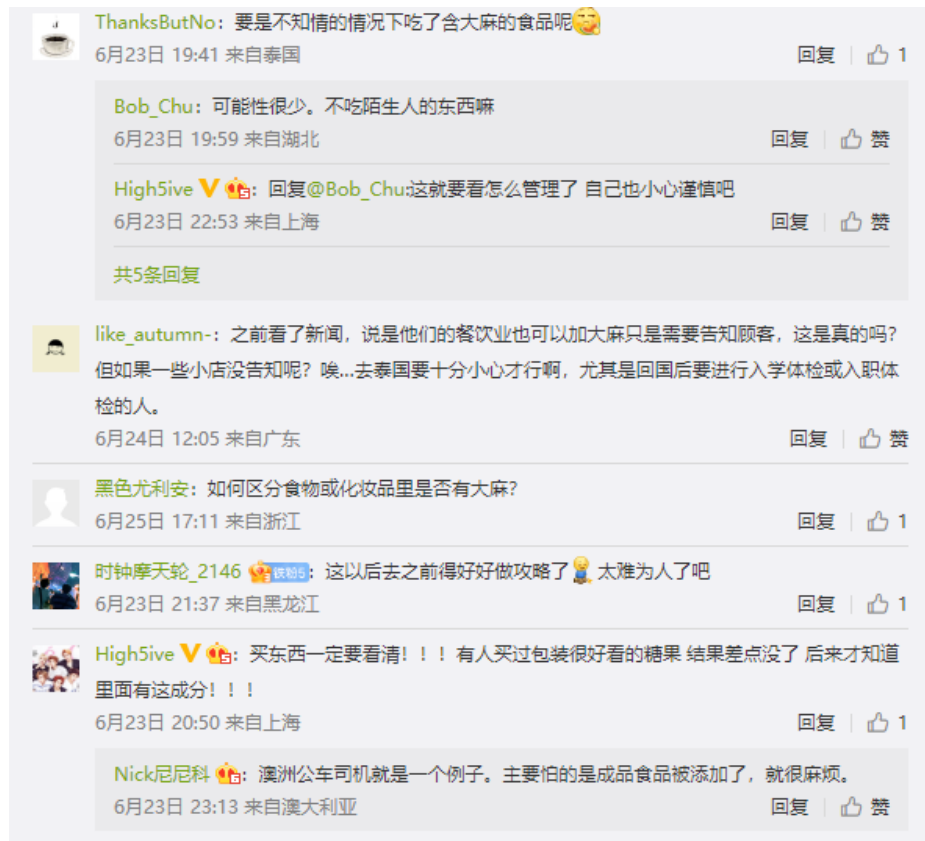 ThanksButNo：要是不知情的情况下吃了含大麻的食品呢
6月23日 19:41 来自泰国 回复 1
Bob_Chu：可能性很少。不吃陌生人的东西嘛
6月23日 19:59 来自湖北 回复 赞
High5ive：回复@Bob_Chu:这就要看怎么管理了 自己也小心谨慎吧
6月23日 22:53 来自上海 回复 赞
共5条回复
like_autumn-：之前看了新闻，说是他们的餐饮业也可以加大麻只是需要告知顾客，这是真的吗？
但如果一些小店没告知呢？唉...去泰国要十分小心才行啊，尤其是回国后要进行入学体检或入职体
检的人。
6月24日 12:05 来自广东 回复 赞
黑色尤利安：如何区分食物或化妆品里是否有大麻？
6月25日 17:11 来自浙江 回复 1
时钟摩天轮_2146 铁粉5：这以后去之前得好好做攻略了 太难为人了吧
6月23日 21:37 来自黑龙江 回复 1
High5ive：买东西一定要看清！！！有人买过包装很好看的糖果 结果差点没了 后来才知道
里面有这成分！！！
6月23日 20:50 来自上海 回复 1
Nick尼尼科：澳洲公车司机就是一个例子。主要怕的是成品食品被添加了，就很麻烦。
6月23日 23:13 来自澳大利亚 回复 赞